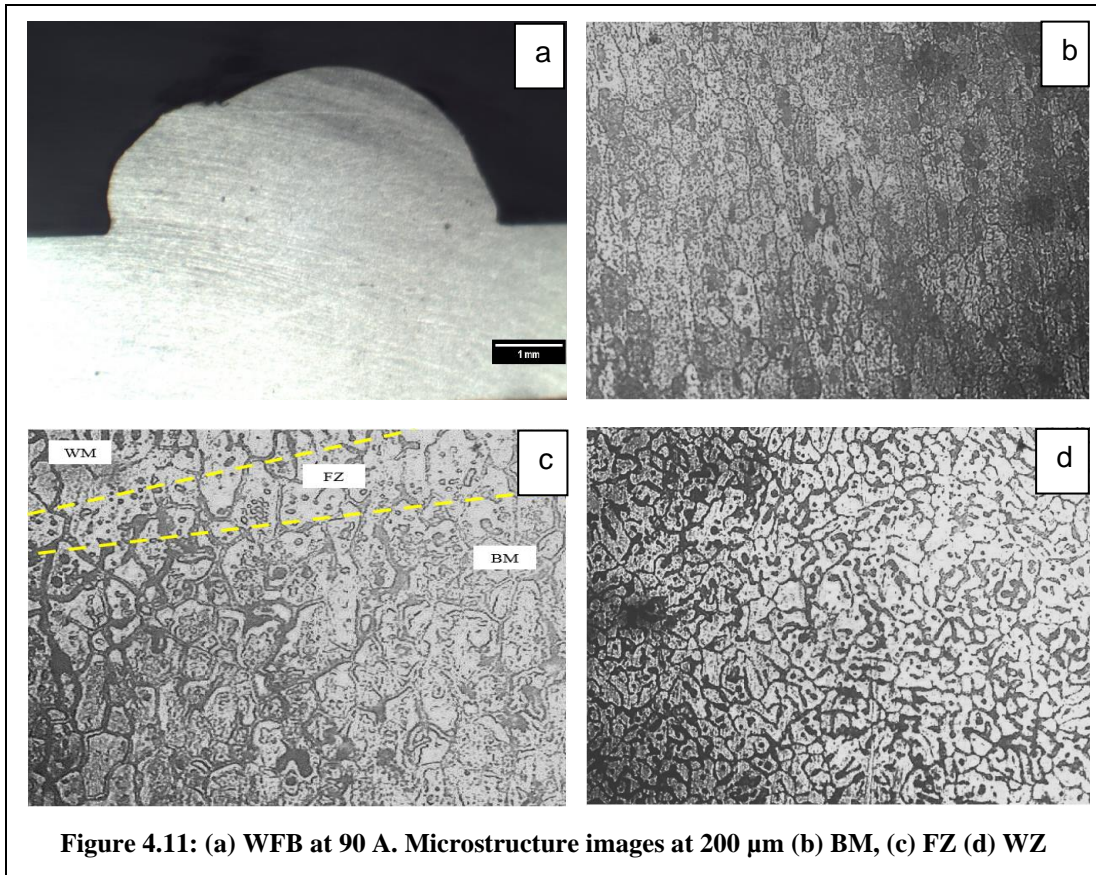 a
b
1 mm
WM
FZ
c
BM
d
Figure 4.11: (a) WFB at 90 A. Microstructure images at 200 µm (b) BM, (c) FZ (d) WZ